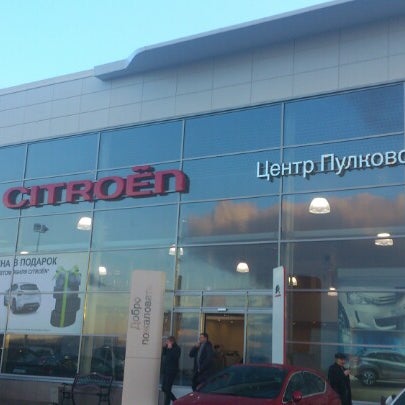 CITROËN
Центр Пулково
НА В ПОДАРОК
Добро
пожаловать